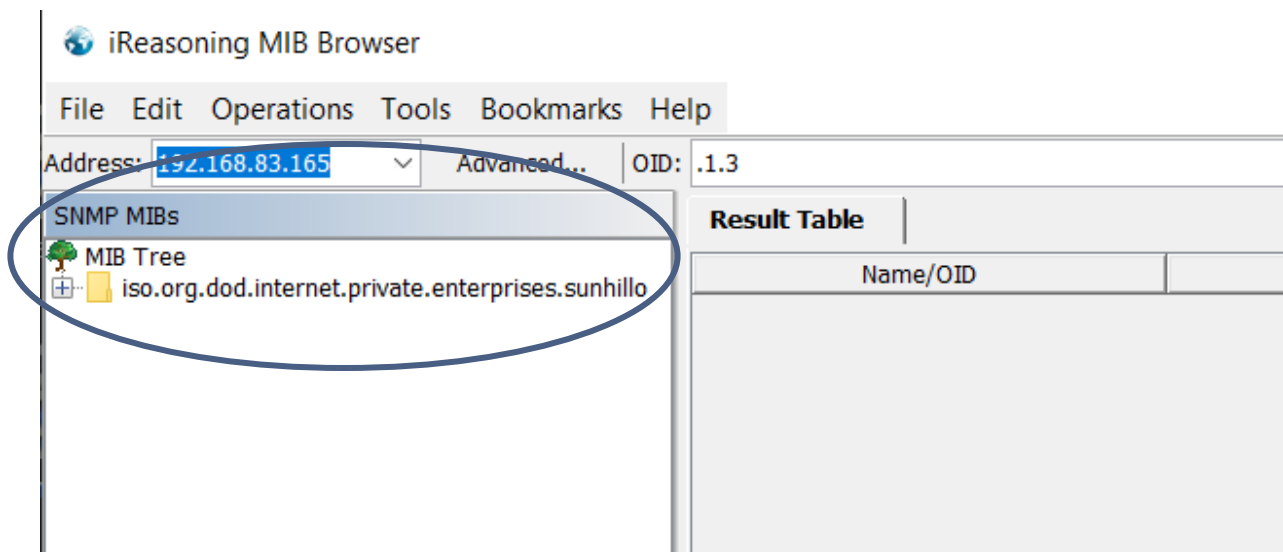 iReasoning MIB Browser
File Edit Operations Tools Bookmarks Help
Address: 192.168.83.165 Advanced... OID: .1.3
SNMP MIBs
Result Table
MIB Tree
Name/OID
iso.org.dod.internet.private.enterprises.sunhillo